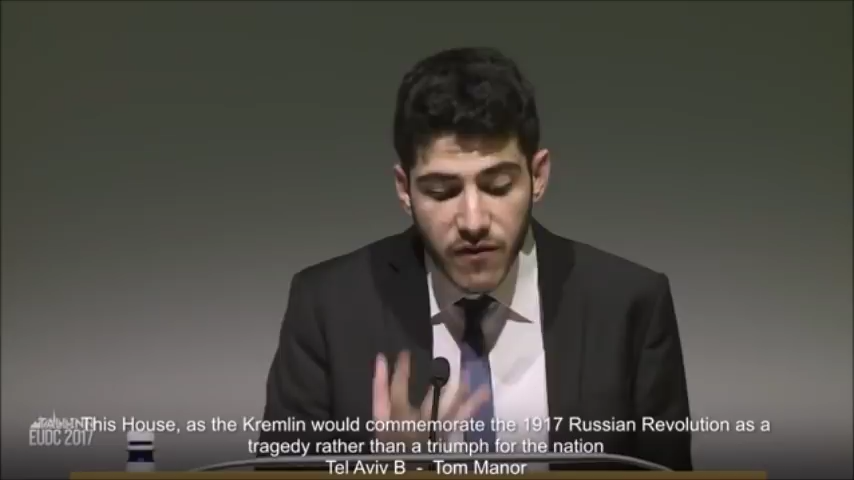 This House, as the Kremlin would commemorate the 1917 Russian Revolution as a
tragedy rather than a triumph for the nation
Tel Aviv B - Tom Manor
TALLINN
EUDC 2017